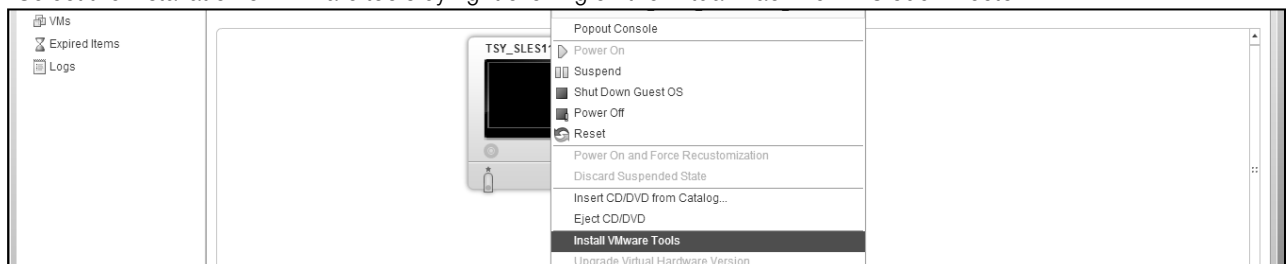 VMs
Expired Items
Logs
TSY_SLES11
Popout Console
Power On
Suspend
Shut Down Guest OS
Power Off
Reset
Power On and Force Recustomization
Discard Suspended State
Insert CD/DVD from Catalog...
Eject CD/DVD
Install VMware Tools
Upgrade Virtual Hardware Version